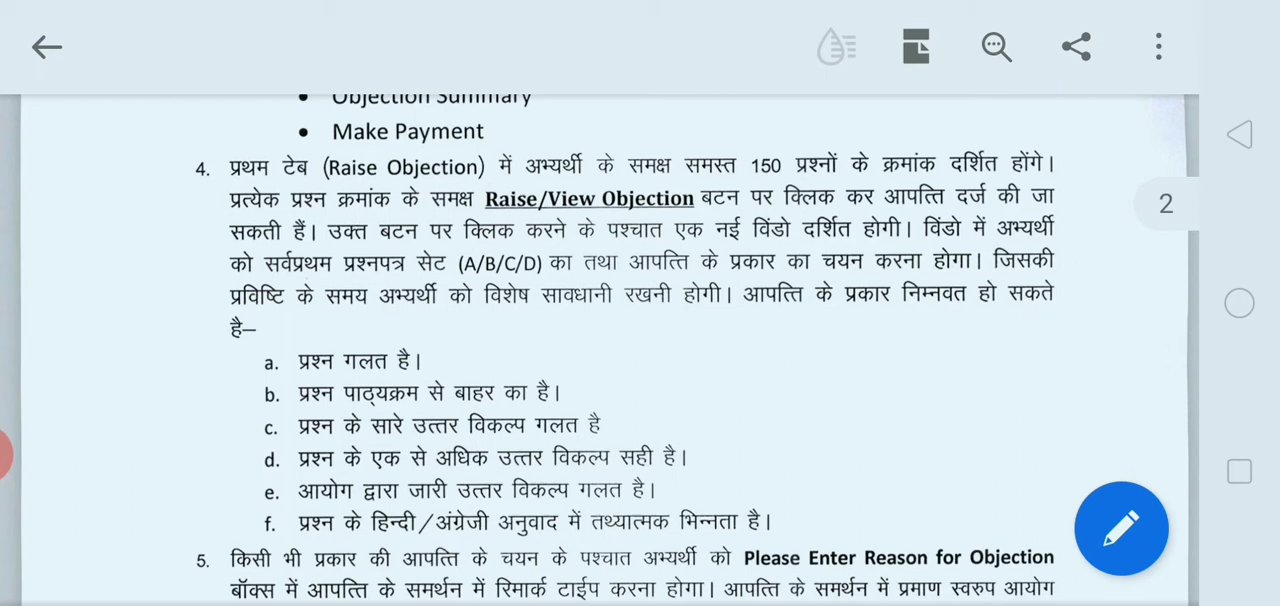 • Objection Summary
• Make Payment
4. प्रथम टेब (Raise Objection) में अभ्यर्थी के समक्ष समस्त 150 प्रश्नों के क्रमांक दर्शित होंगे।
प्रत्येक प्रश्न क्रमांक के समक्ष Raise/View Objection बटन पर क्लिक कर आपत्ति दर्ज की जा
सकती हैं। उक्त बटन पर क्लिक करने के पश्चात एक नई विंडो दर्शित होगी। विंडो में अभ्यर्थी
को सर्वप्रथम प्रश्नपत्र सेट (A/B/C/D) का तथा आपत्ति के प्रकार का चयन करना होगा। जिसकी
प्रविष्टि के समय अभ्यर्थी को विशेष सावधानी रखनी होगी। आपत्ति के प्रकार निम्नवत हो सकते
है–
a. प्रश्न गलत है।
b. प्रश्न पाठ्यक्रम से बाहर का है।
c. प्रश्न के सारे उत्तर विकल्प गलत है
d. प्रश्न के एक से अधिक उत्तर विकल्प सही है।
e. आयोग द्वारा जारी उत्तर विकल्प गलत है।
f. प्रश्न के हिन्दी/अंग्रेजी अनुवाद में तथ्यात्मक भिन्नता है।
5. किसी भी प्रकार की आपत्ति के चयन के पश्चात अभ्यर्थी को Please Enter Reason for Objection
बॉक्स में आपत्ति के समर्थन में रिमार्क टाईप करना होगा। आपत्ति के समर्थन में प्रमाण स्वरुप आयोग
2